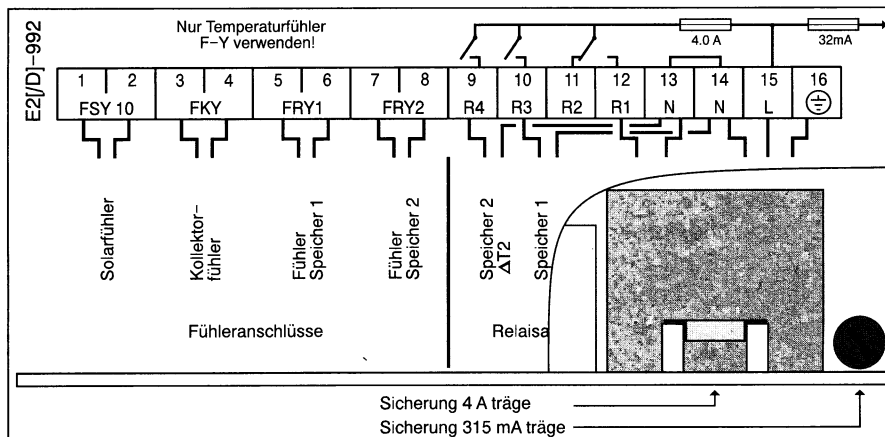 E2[/D]-992
Nur Temperaturfühler
F-Y verwenden!
4.0 A
32mA
1 2 3 4 5 6 7 8 9 10 11 12 13 14 15 16
FSY 10 FKY FRY1 FRY2 R4 R3 R2 R1 N N L
Solarfühler
Kollektor-
fühler
Fühler
Speicher 1
Fühler
Speicher 2
Speicher 2
ΔT2
Speicher 1
Fühleranschlüsse
Relaisa
Sicherung 4 A träge
Sicherung 315 mA träge